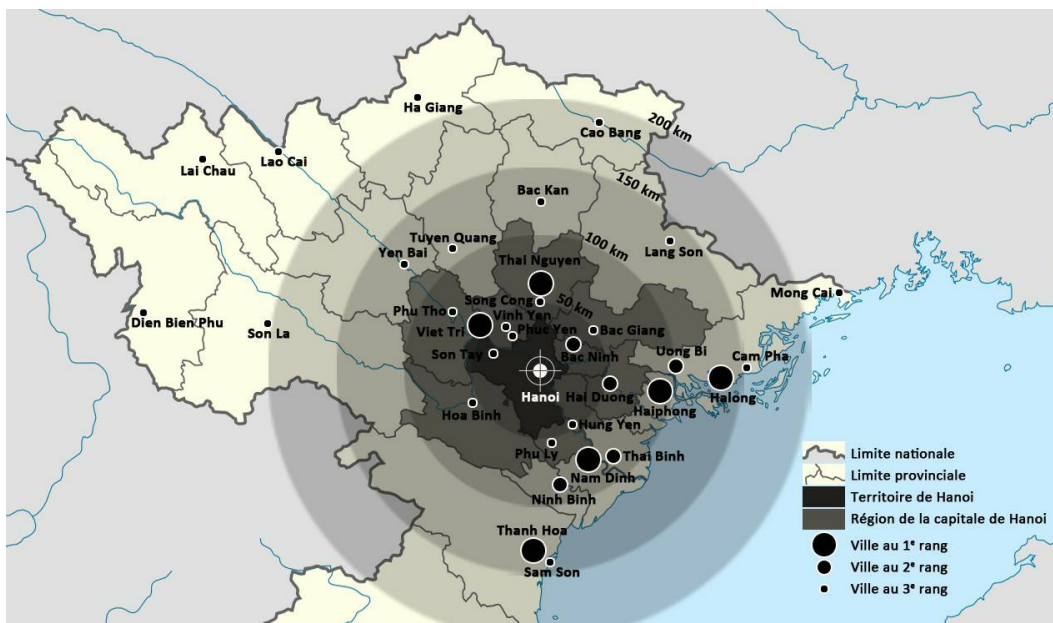 Ha Giang
Cao Bang
200 km
Lao Cai
Lai Chau
150 km
Bac Kan
Tuyen Quang
100 km
Lang Son
Yen Bai
Thai Nguyen
Mong Cai
Song Cong
50 km
Dien Bien Phu
Son La
Phu Tho
Vinh Yen
Viet Tri
Phuc Yen
Bac Giang
Son Tay
Bac Ninh
Uong Bi
Cam Pha
Hanoi
Hai Duong
Haiphong
Halong
Hoa Binh
Hung Yen
Phu Ly
Thai Binh
Nam Dinh
Ninh Binh
Thanh Hoa
Sam Son
Limite nationale
Limite provinciale
Territoire de Hanoi
Région de la capitale de Hanoi
Ville au 1e rang
Ville au 2e rang
Ville au 3e rang